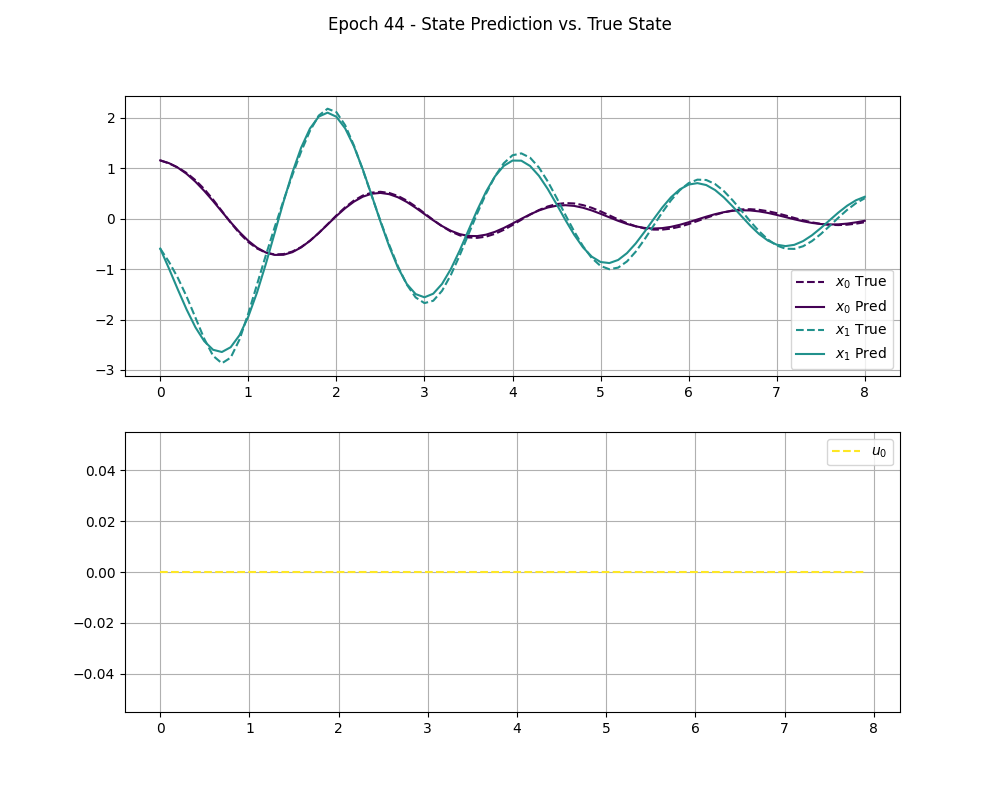 Epoch 44 - State Prediction vs. True State
2
1
0
−1
−2
−3
x₀ True
x₀ Pred
x₁ True
x₁ Pred
0 1 2 3 4 5 6 7 8
0.04
0.02
0.00
−0.02
−0.04
u₀
0 1 2 3 4 5 6 7 8